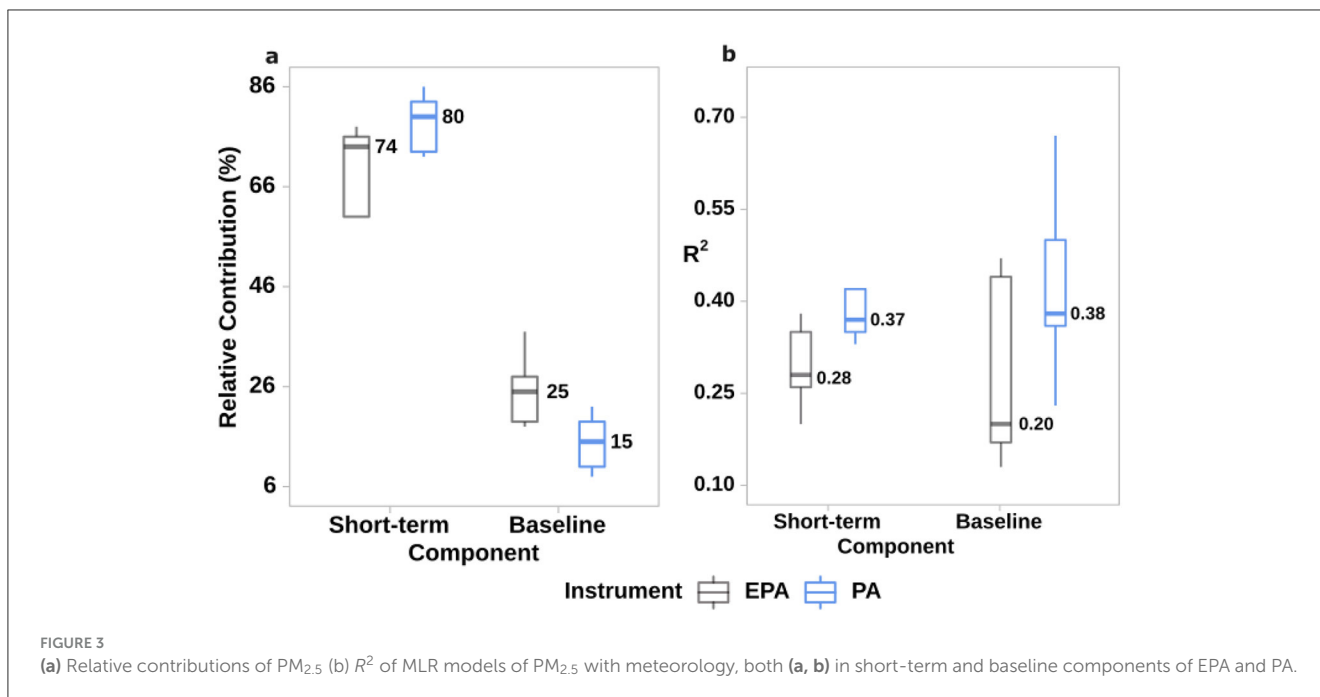 a
Relative Contribution (%)
86
66
46
26
6
74
80
25
15
Short-term Baseline
Component
b
R²
0.70
0.55
0.40
0.25
0.10
0.28
0.37
0.20
0.38
Short-term Baseline
Component
Instrument EPA PA
FIGURE 3
(a) Relative contributions of PM₂.₅ (b) R² of MLR models of PM₂.₅ with meteorology, both (a, b) in short-term and baseline components of EPA and PA.